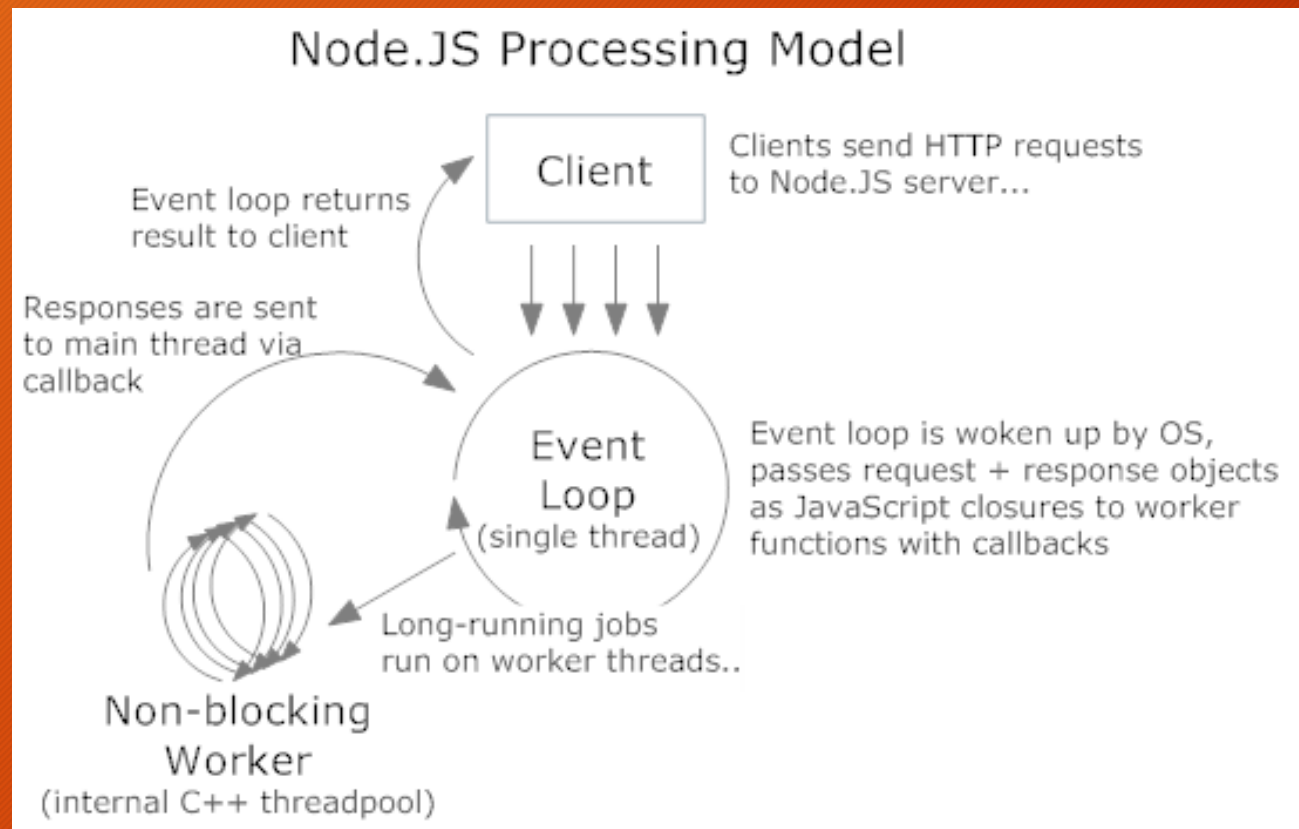 Node.JS Processing Model
Client
Clients send HTTP requests
to Node.JS server...
Event loop returns
result to client
Responses are sent
to main thread via
callback
Event
Loop
(single thread)
Event loop is woken up by OS,
passes request + response objects
as JavaScript closures to worker
functions with callbacks
Long-running jobs
run on worker threads..
Non-blocking
Worker
(internal C++ threadpool)